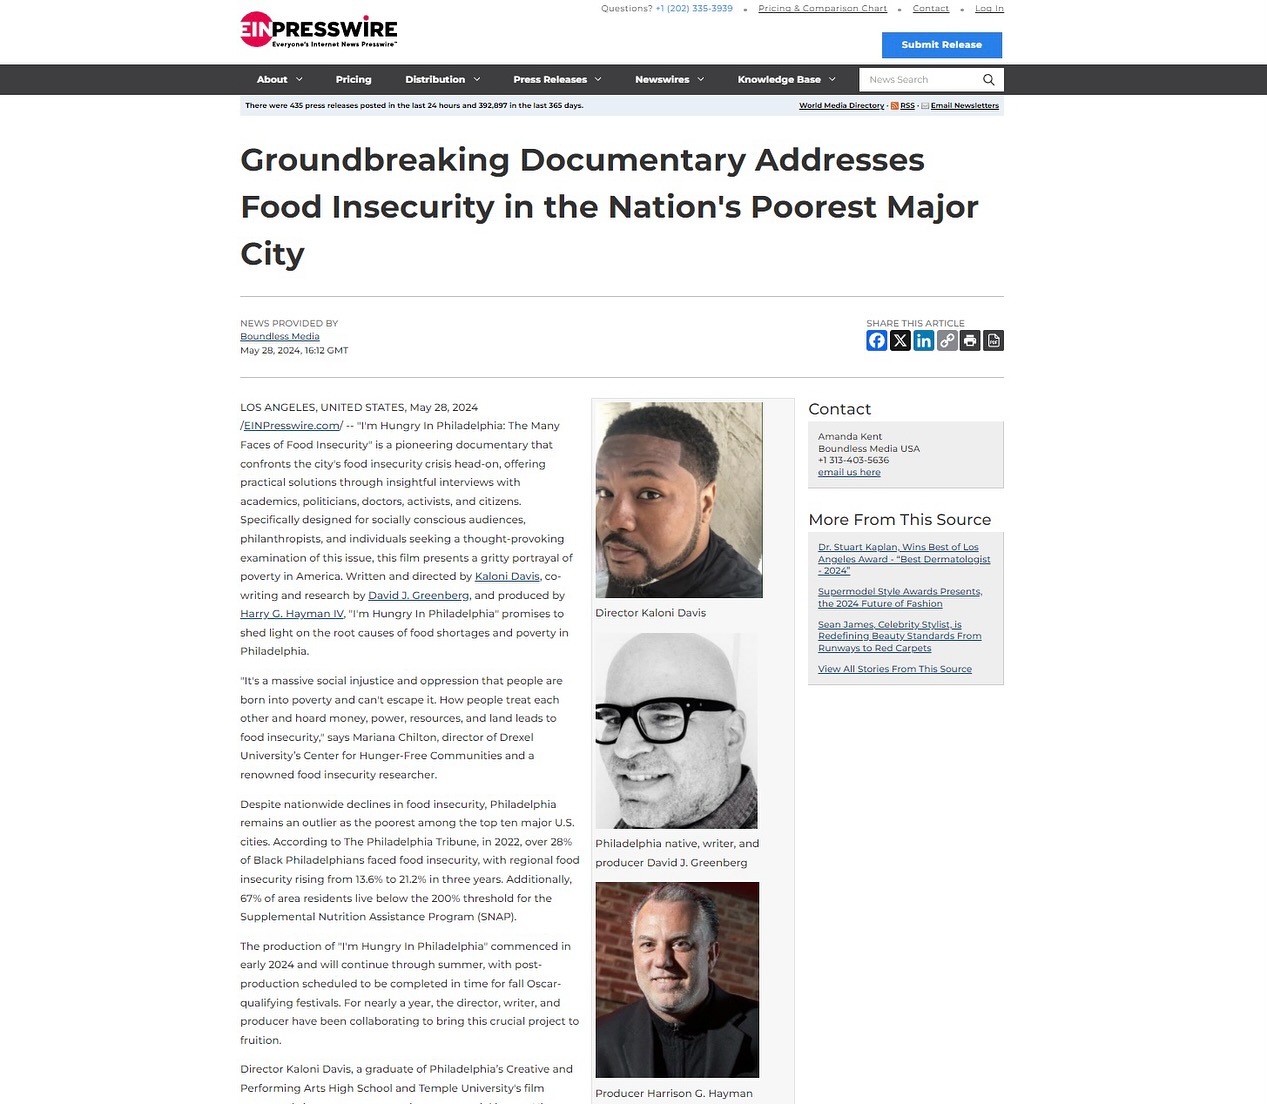 Questions? +1 (202) 335-3939 • Pricing & Comparison Chart • Contact • Log In
EINPRESSWIRE
Everyone's Internet News Presswire™
Submit Release
About Pricing Distribution Press Releases Newswires Knowledge Base News Search
There were 435 press releases posted in the last 24 hours and 392,897 in the last 365 days.
World Media Directory · RSS · Email Newsletters
Groundbreaking Documentary Addresses
Food Insecurity in the Nation's Poorest Major
City
NEWS PROVIDED BY
Boundless Media
May 28, 2024, 16:12 GMT
SHARE THIS ARTICLE
LOS ANGELES, UNITED STATES, May 28, 2024
/EINPresswire.com/ -- "I'm Hungry In Philadelphia: The Many
Faces of Food Insecurity" is a pioneering documentary that
confronts the city's food insecurity crisis head-on, offering
practical solutions through insightful interviews with
academics, politicians, doctors, activists, and citizens.
Specifically designed for socially conscious audiences,
philanthropists, and individuals seeking a thought-provoking
examination of this issue, this film presents a gritty portrayal of
poverty in America. Written and directed by Kaloni Davis, co-
writing and research by David J. Greenberg, and produced by
Harry G. Hayman IV, "I'm Hungry In Philadelphia" promises to
shed light on the root causes of food shortages and poverty in
Philadelphia.
"It's a massive social injustice and oppression that people are
born into poverty and can't escape it. How people treat each
other and hoard money, power, resources, and land leads to
food insecurity," says Mariana Chilton, director of Drexel
University's Center for Hunger-Free Communities and a
renowned food insecurity researcher.
Despite nationwide declines in food insecurity, Philadelphia
remains an outlier as the poorest among the top ten major U.S.
cities. According to The Philadelphia Tribune, in 2022, over 28%
of Black Philadelphians faced food insecurity, with regional food
insecurity rising from 13.6% to 21.2% in three years. Additionally,
67% of area residents live below the 200% threshold for the
Supplemental Nutrition Assistance Program (SNAP).
The production of "I'm Hungry In Philadelphia" commenced in
early 2024 and will continue through summer, with post-
production scheduled to be completed in time for fall Oscar-
qualifying festivals. For nearly a year, the director, writer, and
producer have been collaborating to bring this crucial project to
fruition.
Director Kaloni Davis, a graduate of Philadelphia's Creative and
Performing Arts High School and Temple University's film
Director Kaloni Davis
Philadelphia native, writer, and
producer David J. Greenberg
Producer Harrison G. Hayman
Contact
Amanda Kent
Boundless Media USA
+1 313-403-5636
email us here
More From This Source
Dr. Stuart Kaplan, Wins Best of Los
Angeles Award - "Best Dermatologist
- 2024"
Supermodel Style Awards Presents,
the 2024 Future of Fashion
Sean James, Celebrity Stylist, is
Redefining Beauty Standards From
Runways to Red Carpets
View All Stories From This Source